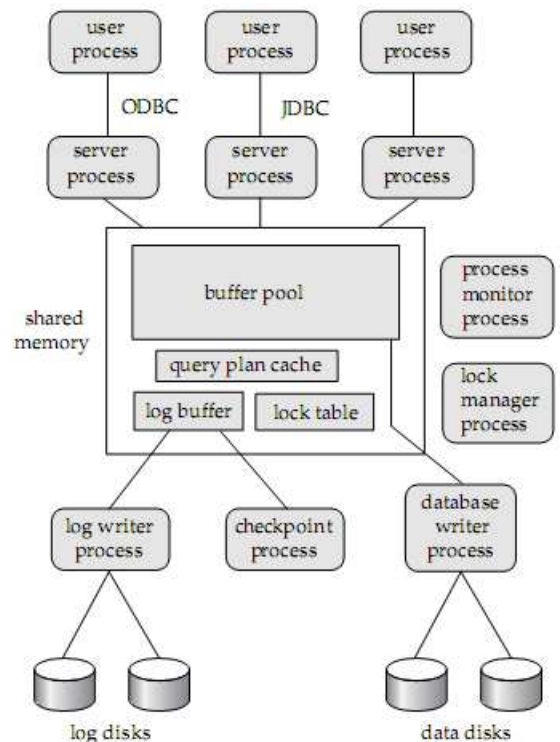 user
process
user
process
user
process
ODBC
JDBC
server
process
server
process
server
process
shared
memory
buffer pool
query plan cache
log buffer
lock table
process
monitor
process
lock
manager
process
log writer
process
checkpoint
process
database
writer
process
log disks
data disks